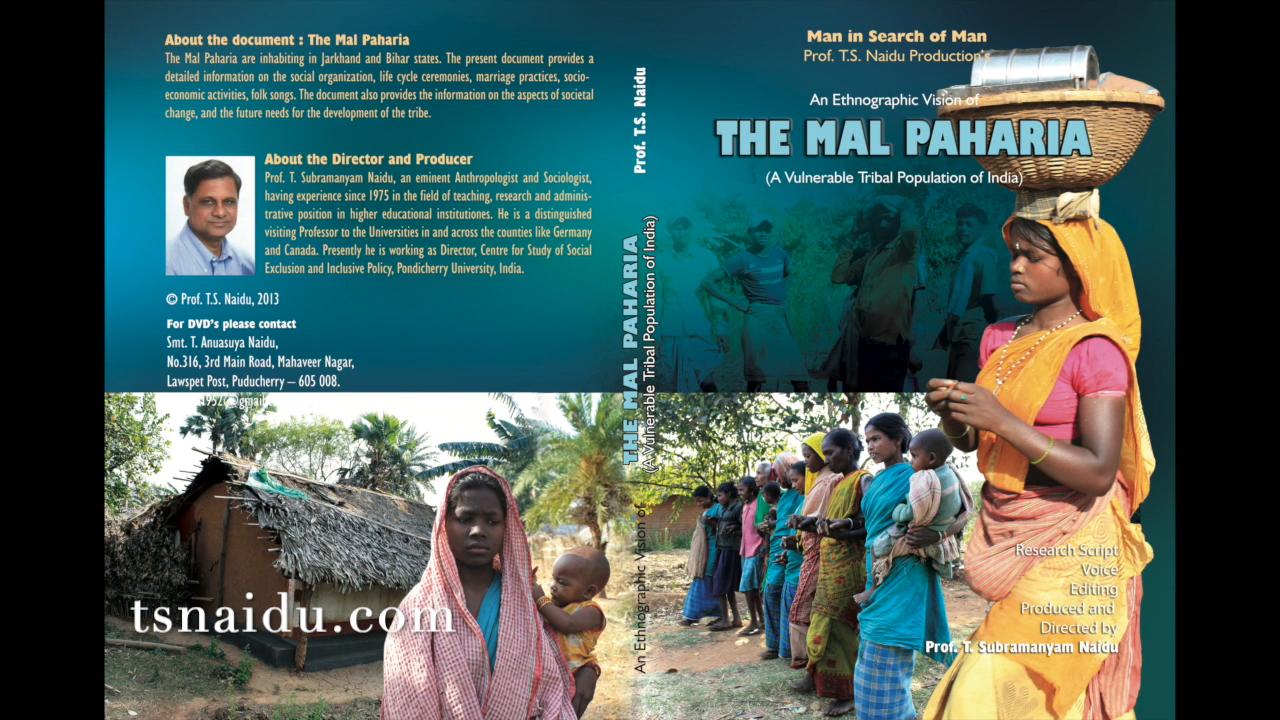 About the document : The Mal Paharia
The Mal Paharia are inhabiting in Jarkhand and Bihar states. The present document provides a
detailed information on the social organization, life cycle ceremonies, marriage practices, socio-
economic activities, folk songs. The document also provides the information on the aspects of societal
change, and the future needs for the development of the tribe.
About the Director and Producer
Prof. T. Subramanyam Naidu, an eminent Anthropologist and Sociologist,
having experience since 1975 in the field of teaching, research and adminis-
trative position in higher educational institutiones. He is a distinguished
visiting Professor to the Universities in and across the counties like Germany
and Canada. Presently he is working as Director, Centre for Study of Social
Exclusion and Inclusive Policy, Pondicherry University, India.
© Prof. T.S. Naidu, 2013
For DVD's please contact
Smt. T. Anuasuya Naidu,
No.316, 3rd Main Road, Mahaveer Nagar,
Lawspet Post, Puducherry – 605 008.
tsnaidu.com
Prof. T.S. Naidu
An Ethnographic Vision of
THE MAL PAHARIA
(A Vulnerable Tribal Population of India)
Man in Search of Man
Prof. T.S. Naidu Production's
An Ethnographic Vision of
THE MAL PAHARIA
(A Vulnerable Tribal Population of India)
Research Script
Voice
Editing
Produced and
Directed by
Prof. T. Subramanyam Naidu